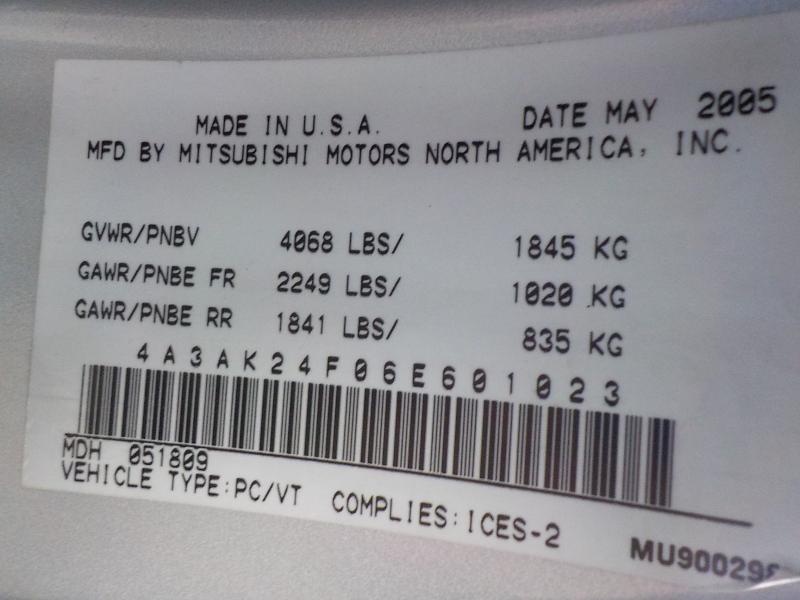 MADE IN U.S.A. DATE MAY 2005
MFD BY MITSUBISHI MOTORS NORTH AMERICA, INC.
GVWR/PNBV 4068 LBS/ 1845 KG
GAWR/PNBE FR 2249 LBS/ 1020 KG
GAWR/PNBE RR 1841 LBS/ 835 KG
4A3AK24F06E601023
MDH 051809
VEHICLE TYPE:PC/VT COMPLIES:ICES-2